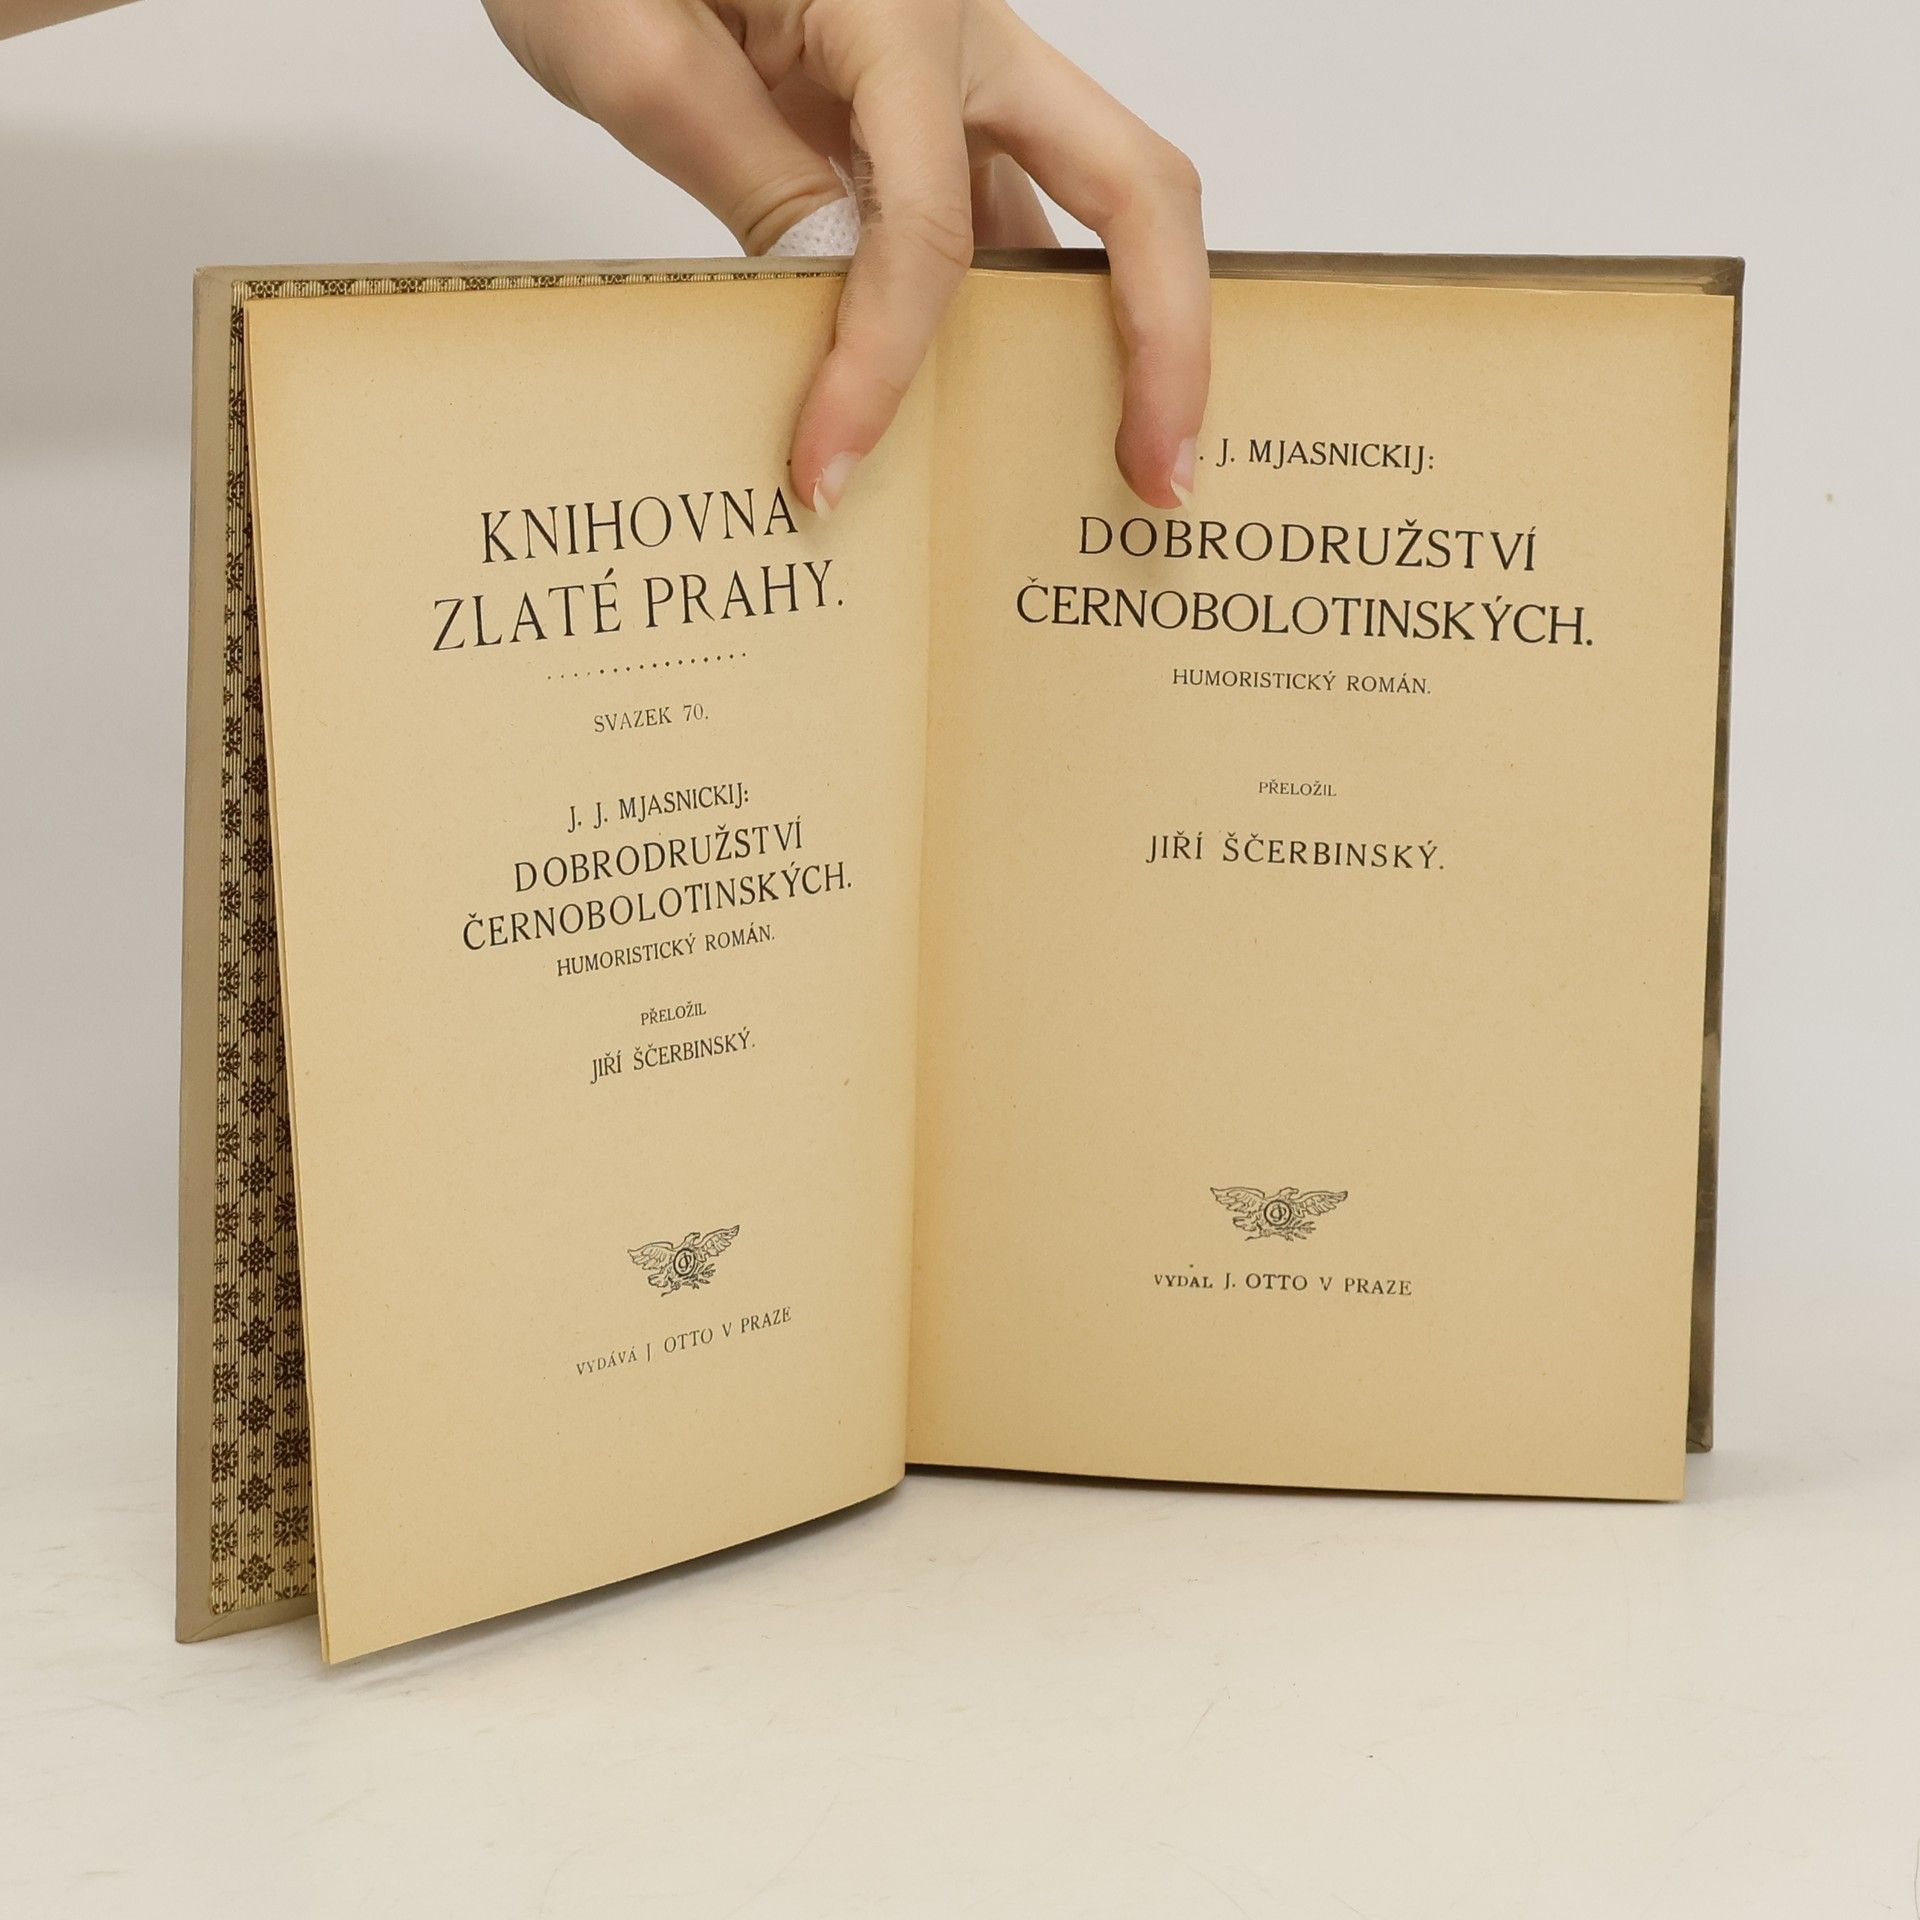 KNIHOVNA
ZLATÉ PRAHY.
SVAZEK 70.
J. J. MJASNICKIJ:
DOBRODRUŽSTVÍ
ČERNOBOLOTINSKÝCH.
HUMORISTICKÝ ROMÁN.
PŘELOŽIL
JIŘÍ ŠČERBINSKÝ.
VYDÁVÁ J OTTO V PRAZE
. J. MJASNICKIJ:
DOBRODRUŽSTVÍ
ČERNOBOLOTINSKÝCH.
HUMORISTICKÝ ROMÁN.
PŘELOŽIL
JIŘÍ ŠČERBINSKÝ.
VYDAL J. OTTO V PRAZE